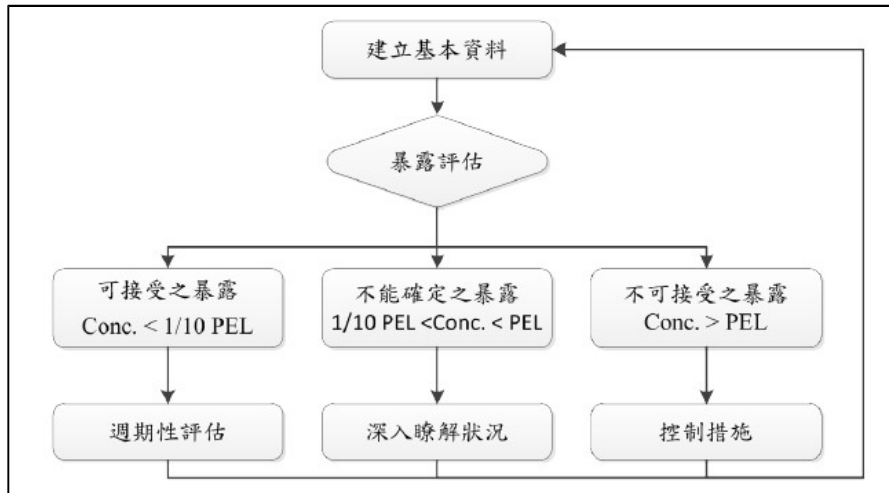 建立基本資料
暴露評估
可接受之暴露
Conc. < 1/10 PEL
不能確定之暴露
1/10 PEL <Conc. < PEL
不可接受之暴露
Conc. > PEL
週期性評估
深入瞭解狀況
控制措施